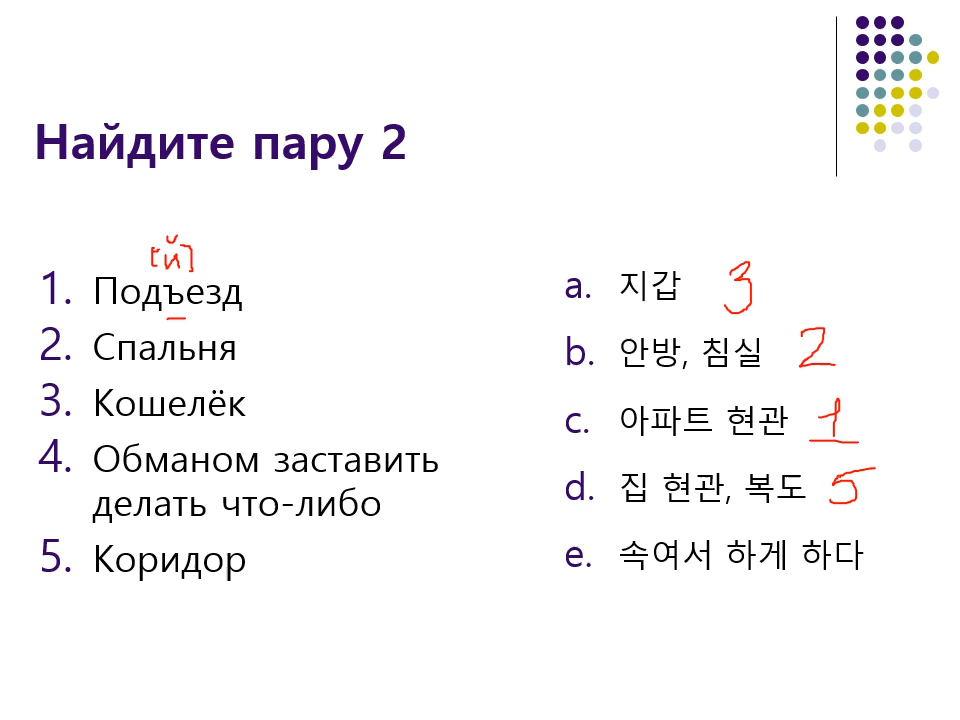 Найдите пару 2
[й]
1. Подъезд
2. Спальня
3. Кошелёк
4. Обманом заставить
делать что-либо
5. Коридор
a. 지갑 3
b. 안방, 침실 2
c. 아파트 현관 1
d. 집 현관, 복도 5
e. 속여서 하게 하다